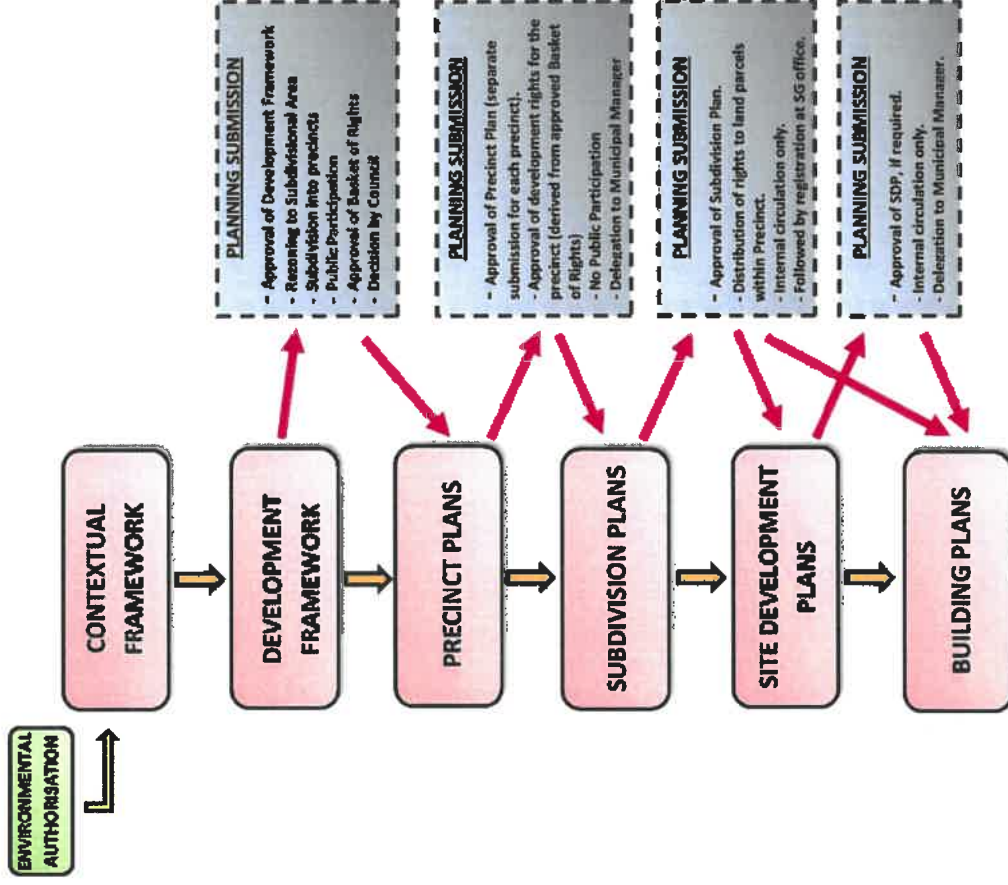 ENVIRONMENTAL
AUTHORISATION
CONTEXTUAL
FRAMEWORK
DEVELOPMENT
FRAMEWORK
PRECINCT PLANS
SUBDIVISION PLANS
SITE DEVELOPMENT
PLANS
BUILDING PLANS
PLANNING SUBMISSION
- Approval of Development Framework
- Rezoning to Subdivisional Area
- Subdivision into precincts
- Public Participation
- Approval of Basket of Rights
- Decision by Council
PLANNING SUBMISSION
- Approval of Precinct Plan (separate
submission for each precinct).
- Approval of development rights for the
precinct (derived from approved Basket
of Rights)
- No Public Participation
- Delegation to Municipal Manager
PLANNING SUBMISSION
- Approval of Subdivision Plan.
- Distribution of rights to land parcels
within Precinct.
- Internal circulation only.
- Followed by registration at SG office.
PLANNING SUBMISSION
- Approval of SDP, if required.
- Internal circulation only.
- Delegation to Municipal Manager.